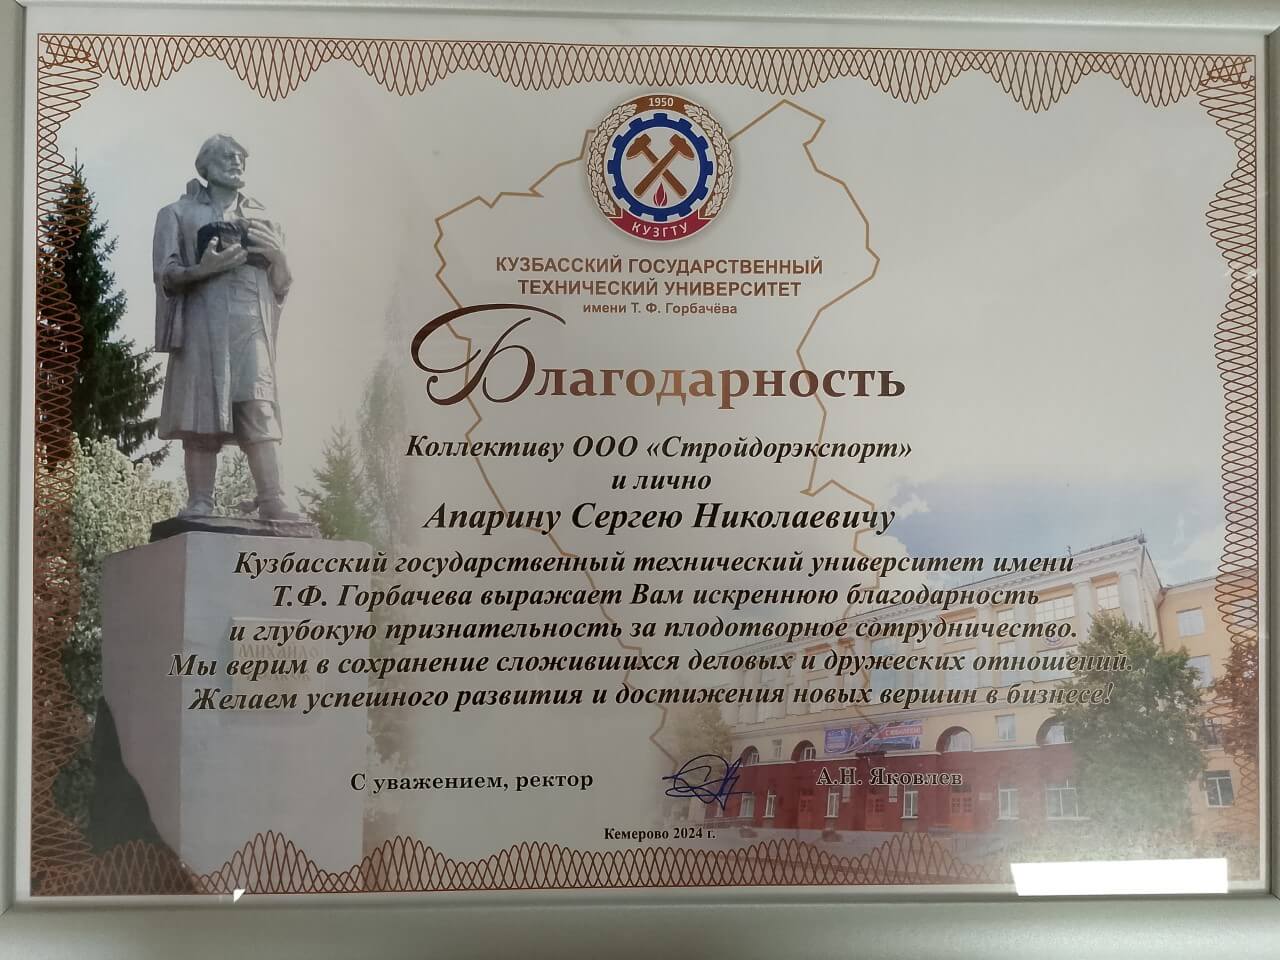 1950
КУЗГТУ
КУЗБАССКИЙ ГОСУДАРСТВЕННЫЙ
ТЕХНИЧЕСКИЙ УНИВЕРСИТЕТ
имени Т. Ф. Горбачёва
Благодарность
Коллективу ООО «Стройдорэкспорт»
и лично
Апарину Сергею Николаевичу
Кузбасский государственный технический университет имени
Т.Ф. Горбачева выражает Вам искреннюю благодарность
и глубокую признательность за плодотворное сотрудничество.
Мы верим в сохранение сложившихся деловых и дружеских отношений.
Желаем успешного развития и достижения новых вершин в бизнесе!
С уважением, ректор
А.Н. Яковлев
Кемерово 2024 г.
МИХАЙЛО